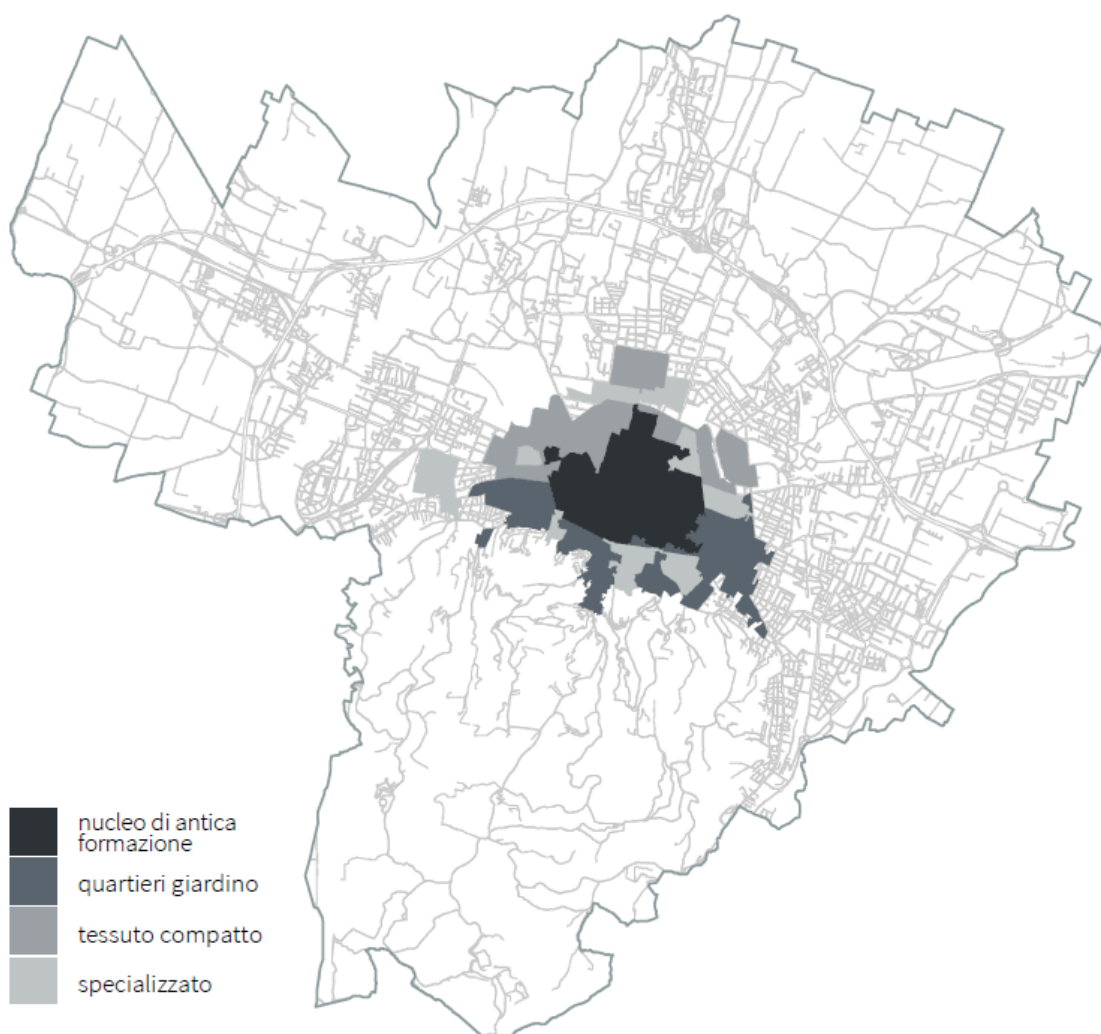 nucleo di antica
formazione
quartieri giardino
tessuto compatto
specializzato